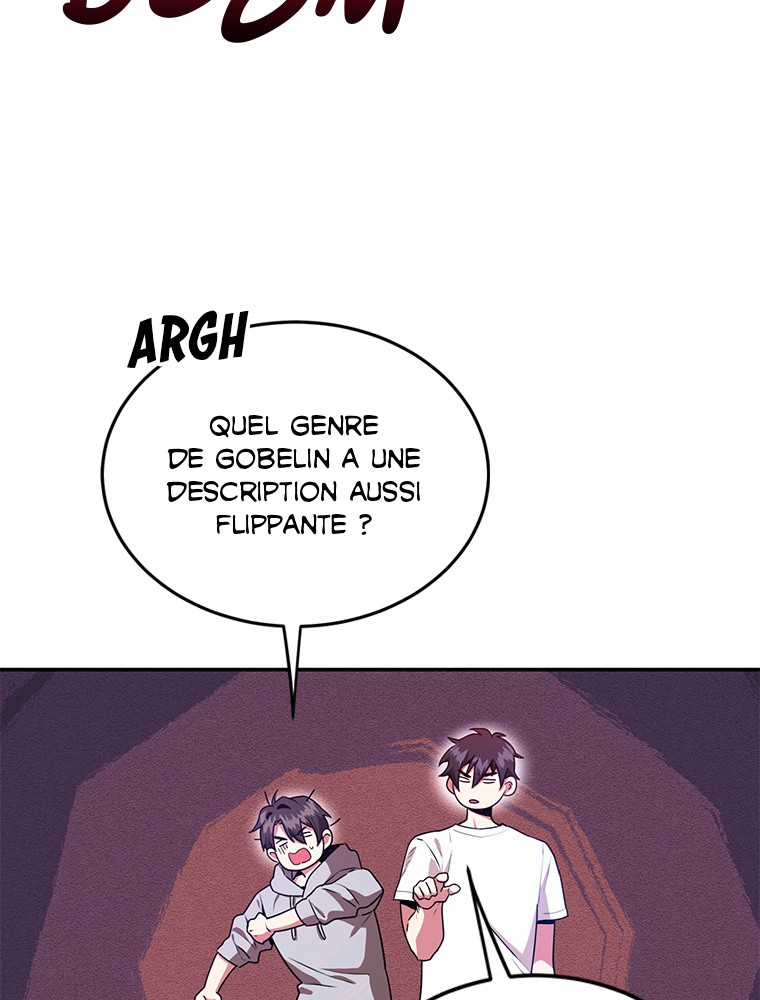 ARGH
QUEL GENRE
DE GOBELIN A UNE
DESCRIPTION AUSSI
FLIPPANTE ?